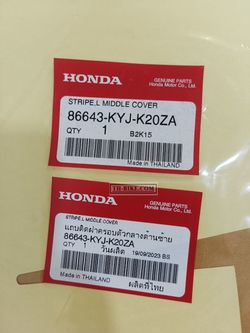 HONDA
GENUINE PARTS
Honda Motor Co., Ltd.
STRIPE,L MIDDLE COVER
86643-KYJ-K20ZA
QTY 1 B2K15
TH-BIKE.COM
Made in THAILAND
HONDA
GENUINE PARTS
Honda Motor Co., Ltd.
STRIPE,L MIDDLE COVER
แถบติดฝาครอบตัวกลางด้านซ้าย
86643-KYJ-K20ZA
QTY 1 วันผลิต 19/09/2023 BS
Made in THAILAND
ผลิตที่ไทย